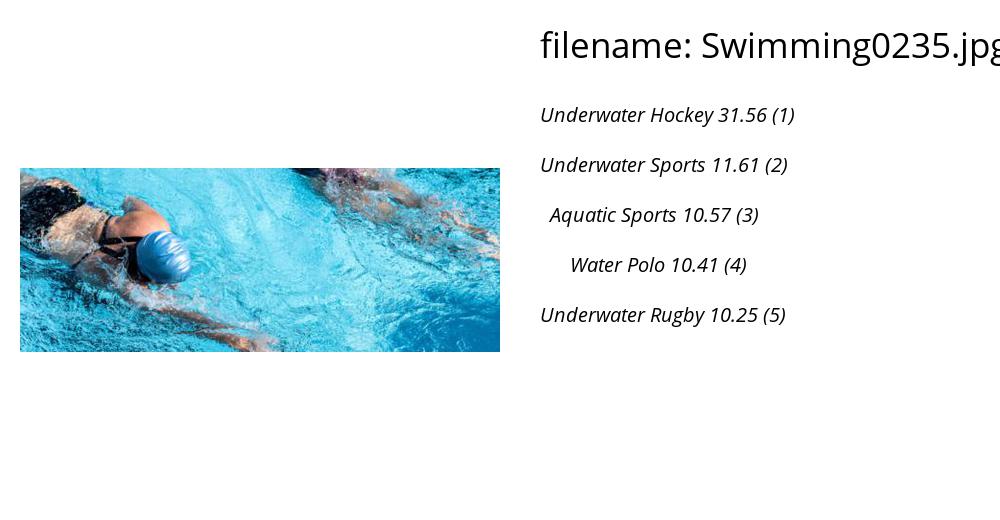 filename: Swimming0235.jpg
Underwater Hockey 31.56 (1)
Underwater Sports 11.61 (2)
Aquatic Sports 10.57 (3)
Water Polo 10.41 (4)
Underwater Rugby 10.25 (5)